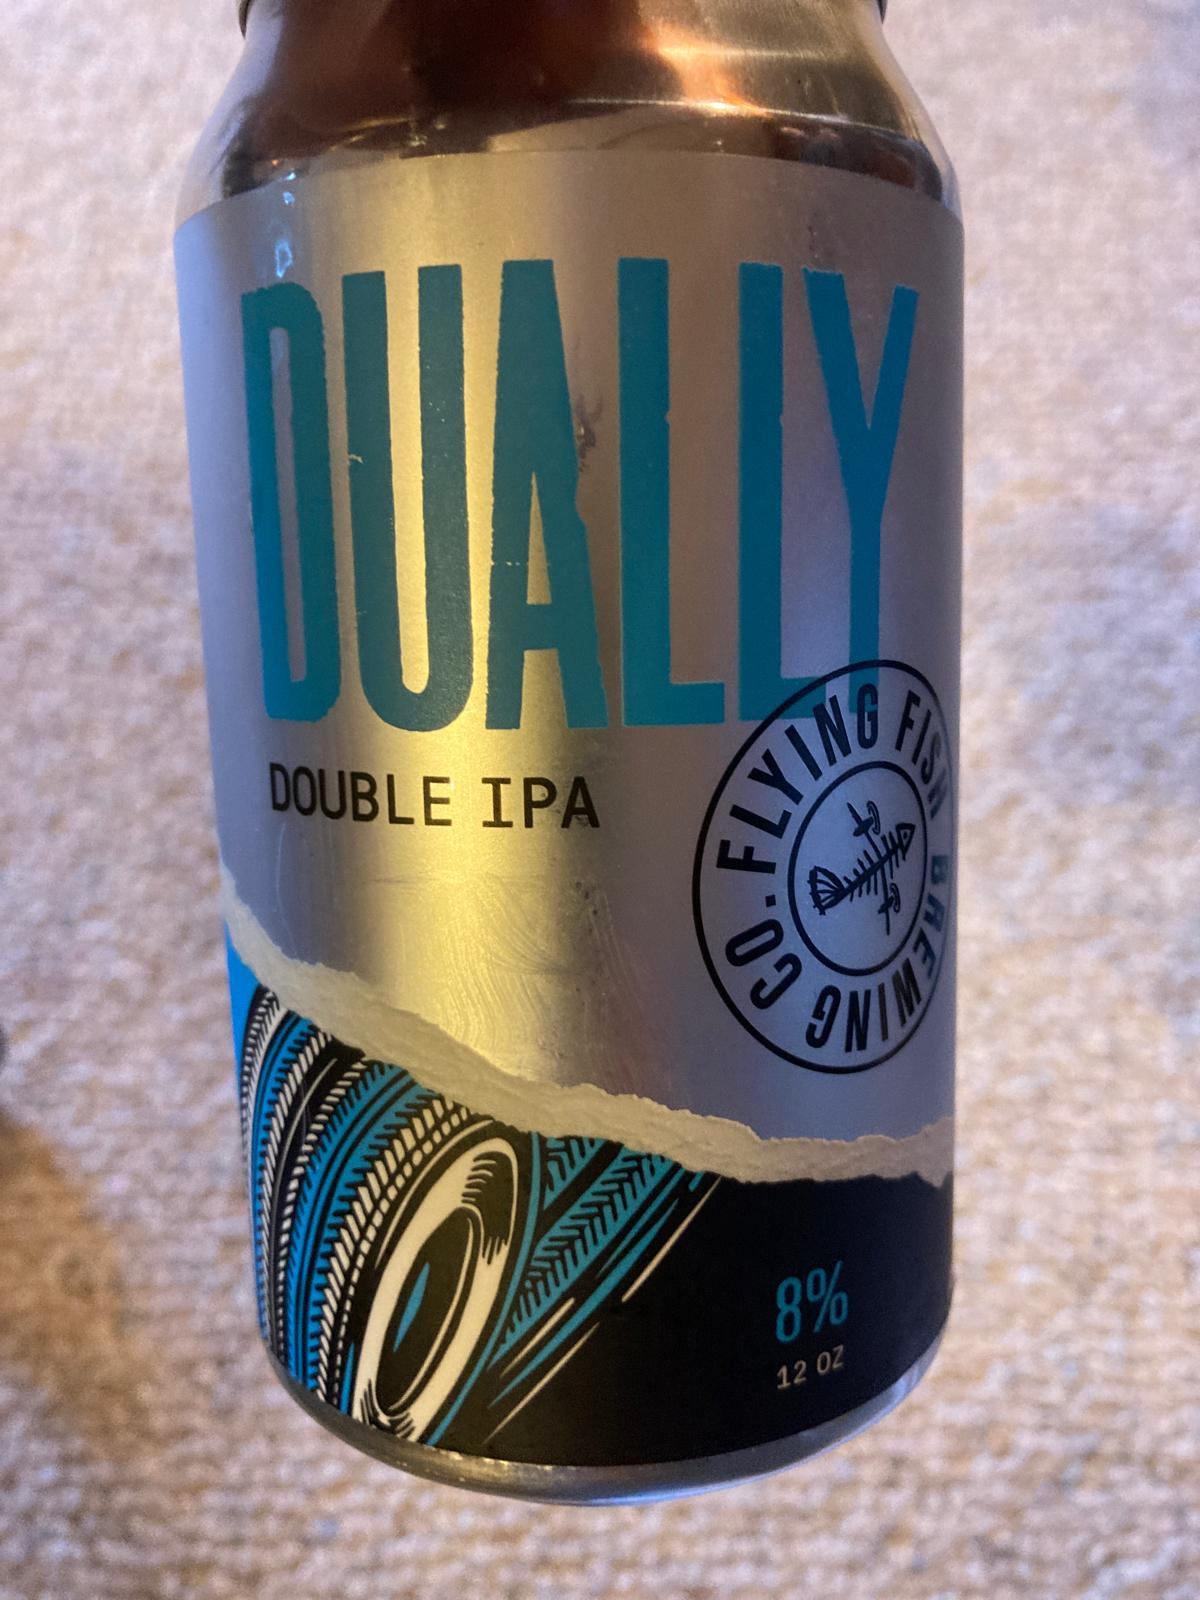 DUALLY
DOUBLE IPA
FLYING FISH BREWING CO.
8%
12 OZ